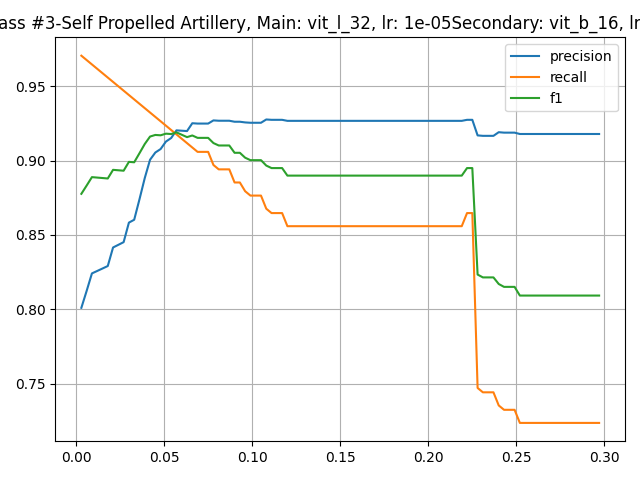 ass #3-Self Propelled Artillery, Main: vit_l_32, lr: 1e-05Secondary: vit_b_16, lr
precision
recall
f1
0.95
0.90
0.85
0.80
0.75
0.00 0.05 0.10 0.15 0.20 0.25 0.30